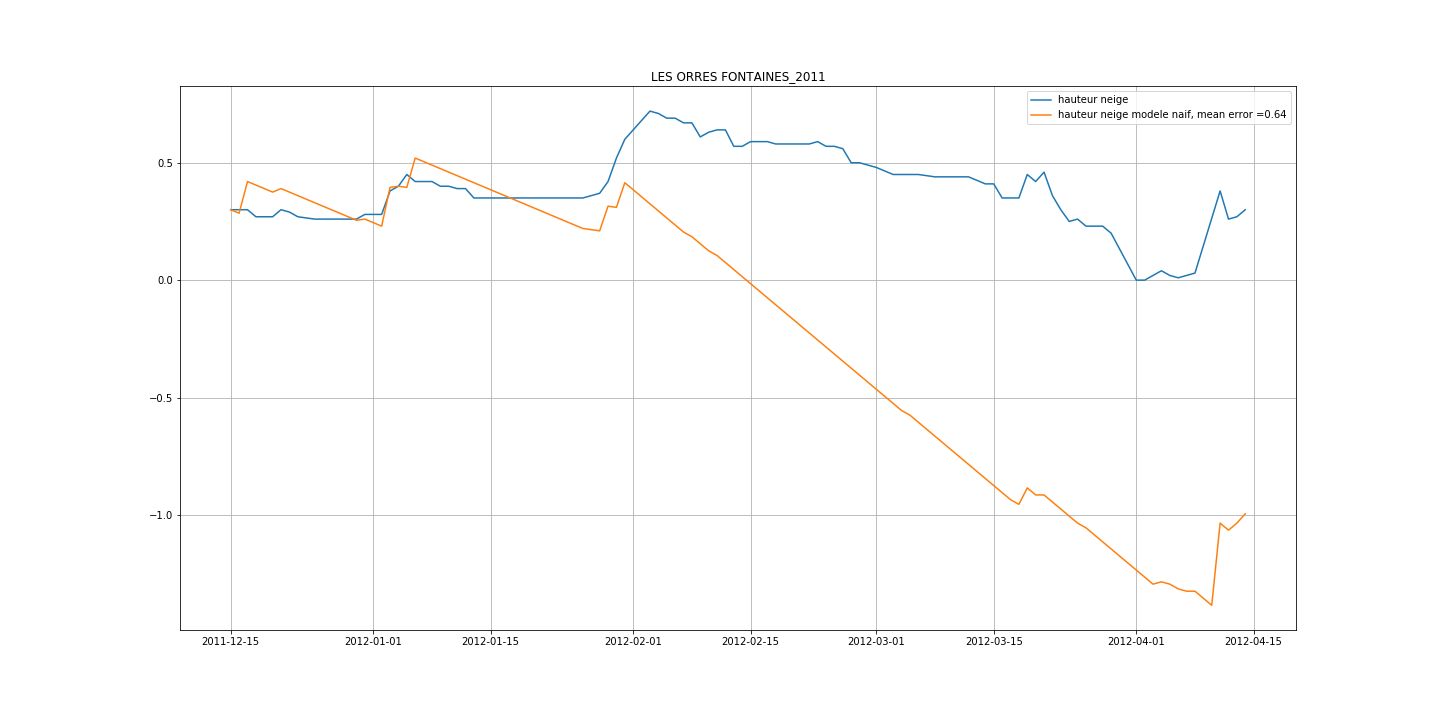 LES ORRES FONTAINES_2011
hauteur neige
hauteur neige modele naif, mean error =0.64
0.5
0.0
−0.5
−1.0
2011-12-15 2012-01-01 2012-01-15 2012-02-01 2012-02-15 2012-03-01 2012-03-15 2012-04-01 2012-04-15